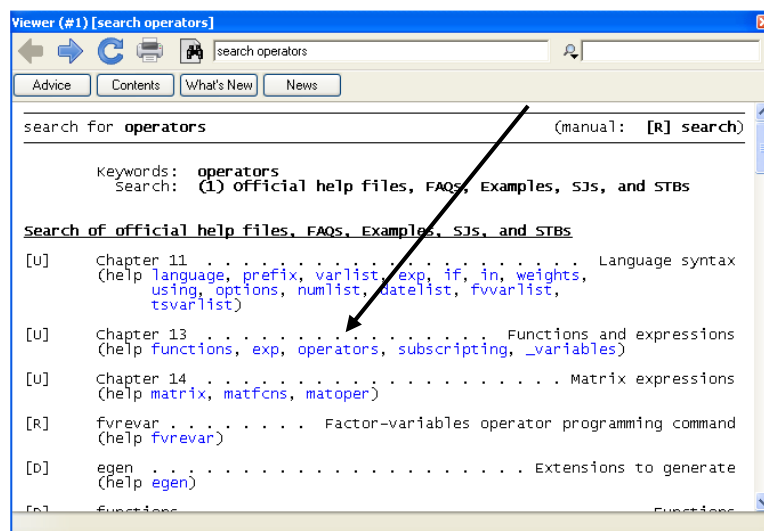 Viewer (#1) [search operators]
search operators
Advice Contents What's New News
search for operators (manual: [R] search)
Keywords: operators
Search: (1) Official help files, FAQs, Examples, SJs, and STBs
Search of official help files, FAQs, Examples, SJs, and STBs
[U] Chapter 11 . . . . . . . . . . . . . . . . . . . . . . Language syntax
(help language, prefix, varlist, exp, if, in, weights,
using, options, numlist, datelist, fvvarlist,
tsvarlist)
[U] Chapter 13 . . . . . . . . . . . . . . . . . Functions and expressions
(help functions, exp, operators, subscripting, _variables)
[U] Chapter 14 . . . . . . . . . . . . . . . . . . . . . Matrix expressions
(help matrix, matfcns, matoper)
[R] fvrevar . . . . . . . . Factor-variables operator programming command
(help fvrevar)
[D] egen . . . . . . . . . . . . . . . . . . . . . . . Extensions to generate
(help egen)
[D] functions Functions